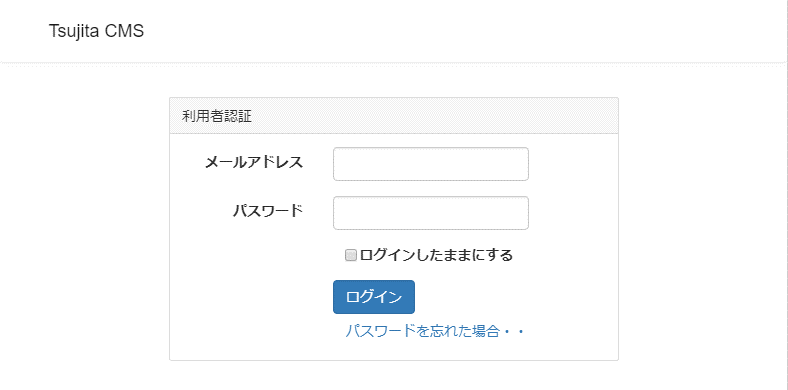 Tsujita CMS
利用者認証
メールアドレス
パスワード
ログインしたままにする
ログイン
パスワードを忘れた場合・・